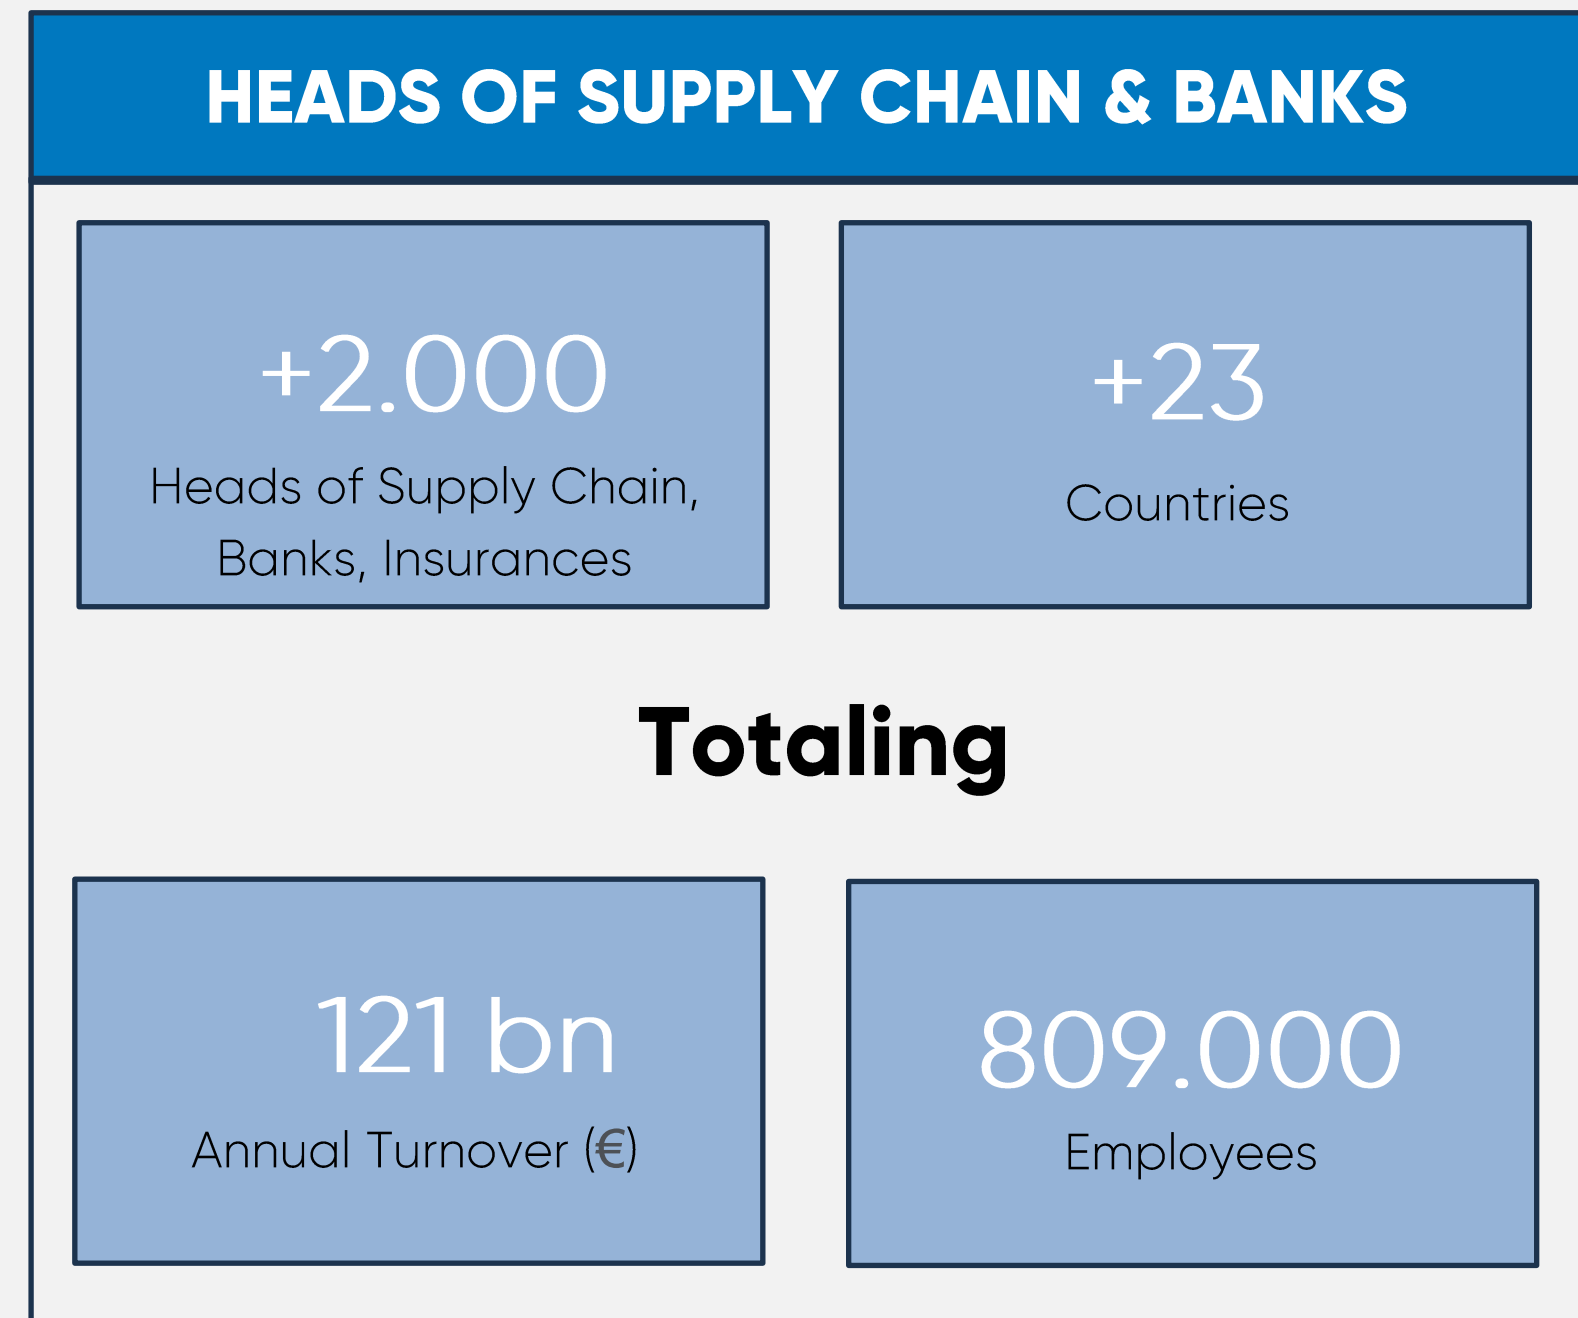 HEADS OF SUPPLY CHAIN & BANKS
+2.000
Heads of Supply Chain,
Banks, Insurances
+23
Countries
Totaling
121 bn
Annual Turnover (€)
809.000
Employees